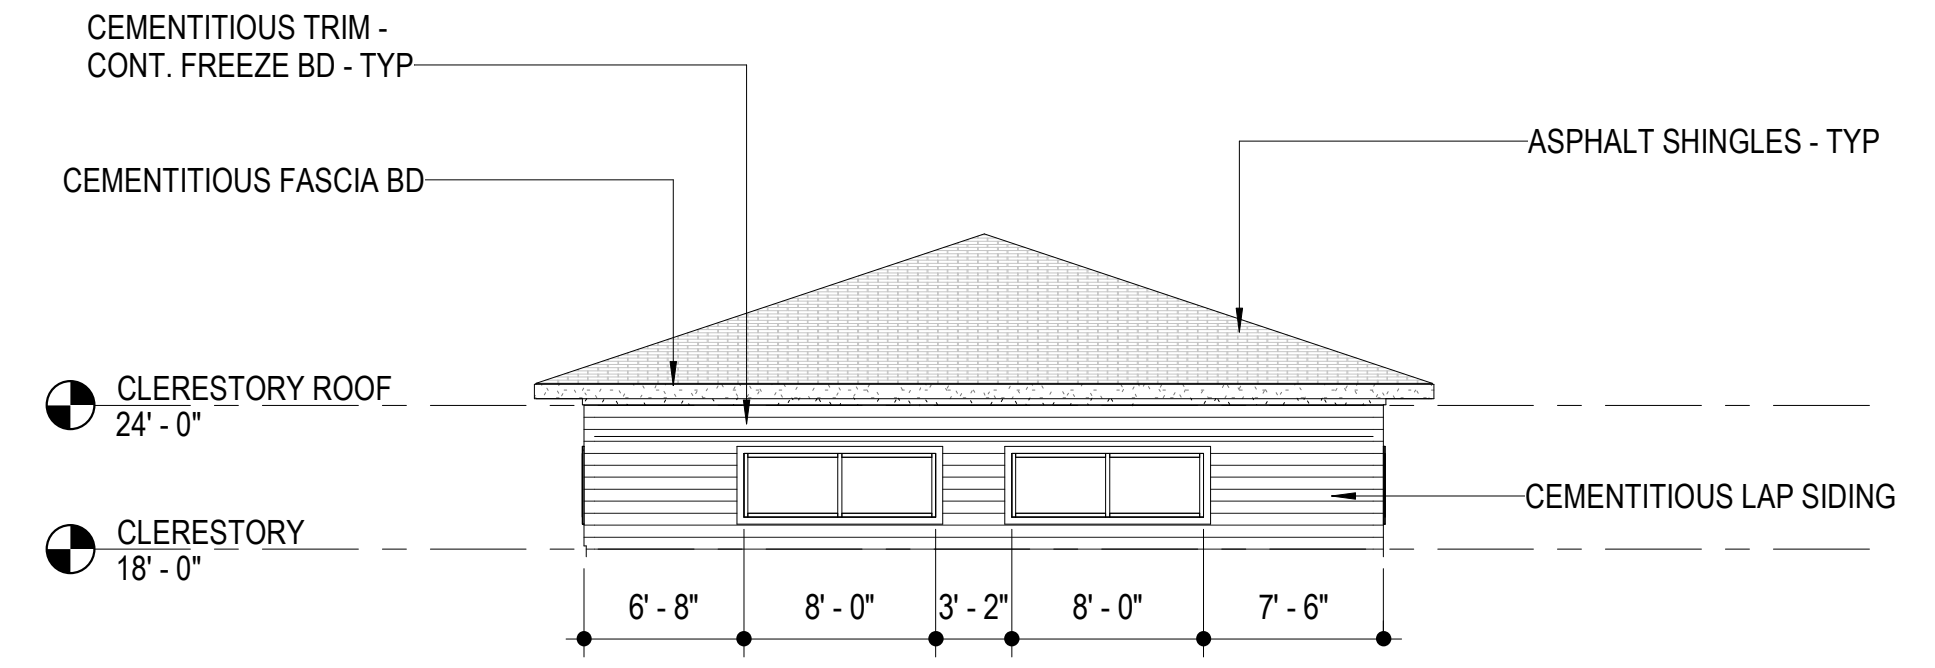 CEMENTITIOUS TRIM -
CONT. FREEZE BD - TYP
ASPHALT SHINGLES - TYP
CEMENTITIOUS FASCIA BD
CLERESTORY ROOF
24' - 0"
CEMENTITIOUS LAP SIDING
CLERESTORY
18' - 0"
6' - 8" 8' - 0" 3' - 2" 8' - 0" 7' - 6"